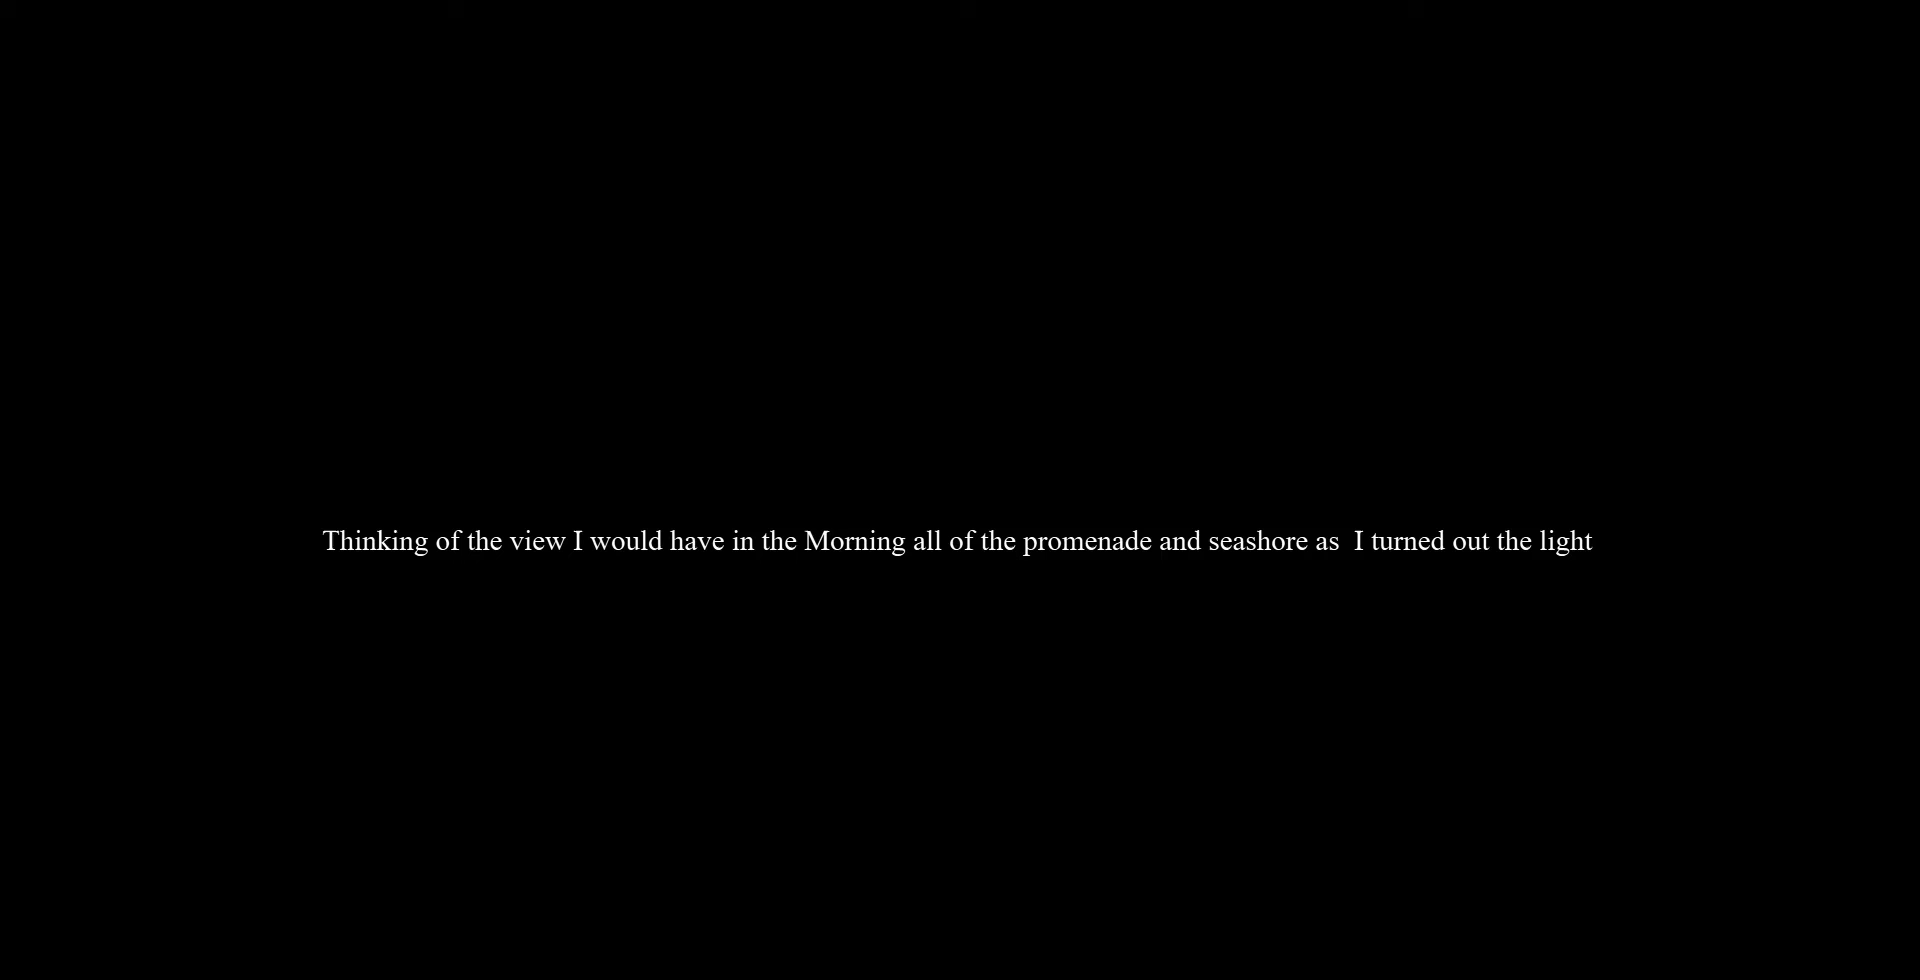 Thinking of the view I would have in the Morning all of the promenade and seashore as  I turned out the light